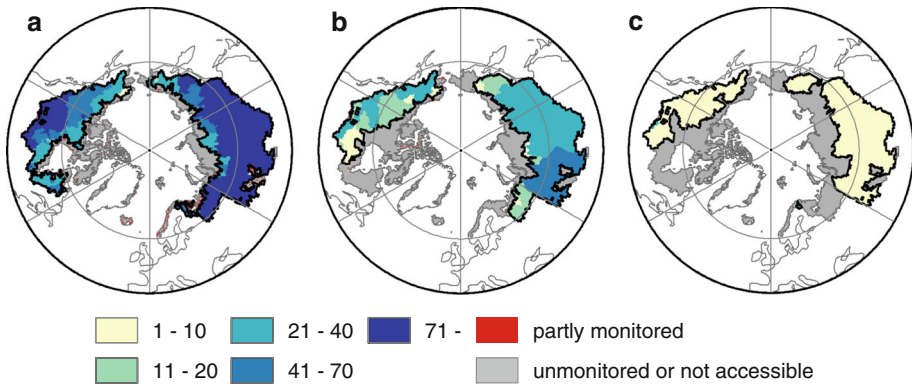 a
b
c
1 - 10
21 - 40
71 -
partly monitored
11 - 20
41 - 70
unmonitored or not accessible